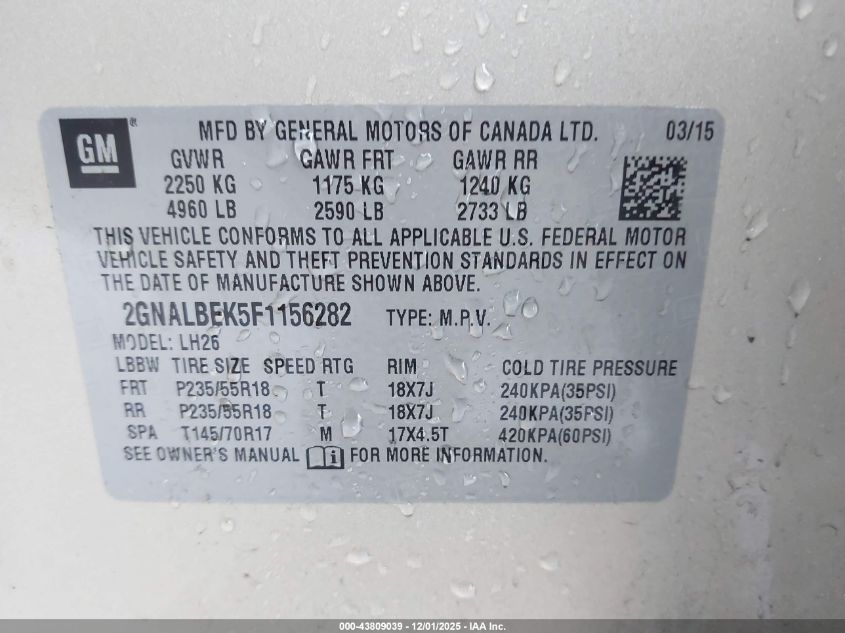 GM® MFD BY GENERAL MOTORS OF CANADA LTD. 03/15
GVWR GAWR FRT GAWR RR
2250 KG 1175 KG 1240 KG
4960 LB 2590 LB 2733 LB
THIS VEHICLE CONFORMS TO ALL APPLICABLE U.S. FEDERAL MOTOR
VEHICLE SAFETY AND THEFT PREVENTION STANDARDS IN EFFECT ON
THE DATE OF MANUFACTURE SHOWN ABOVE.
2GNALBEK5F1156282 TYPE: M.P.V.
MODEL: LH26
LBBW TIRE SIZE SPEED RTG RIM COLD TIRE PRESSURE
FRT P235/55R18 T 18X7J 240KPA(35PSI)
RR P235/55R18 T 18X7J 240KPA(35PSI)
SPA T145/70R17 M 17X4.5T 420KPA(60PSI)
SEE OWNER'S MANUAL i FOR MORE INFORMATION.
000-43809039 - 12/01/2025 - IAA Inc.